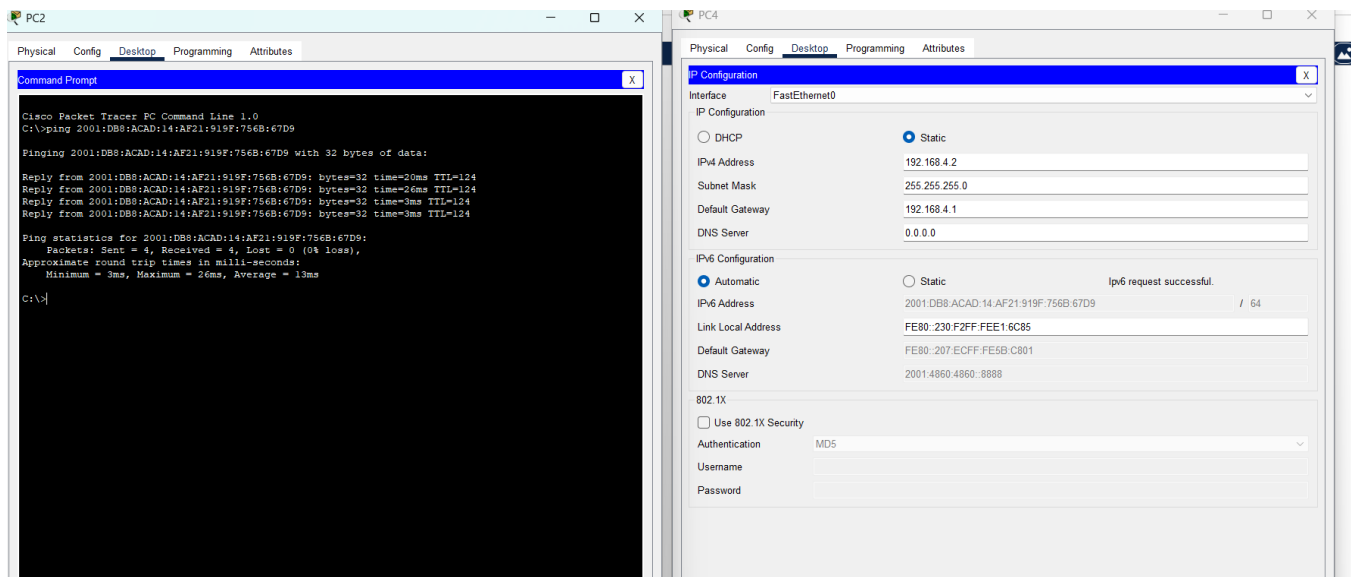 PC2
Physical Config Desktop Programming Attributes
Command Prompt X
Cisco Packet Tracer PC Command Line 1.0
C:\>ping 2001:DB8:ACAD:14:AF21:919F:756B:67D9
Pinging 2001:DB8:ACAD:14:AF21:919F:756B:67D9 with 32 bytes of data:
Reply from 2001:DB8:ACAD:14:AF21:919F:756B:67D9: bytes=32 time=20ms TTL=124
Reply from 2001:DB8:ACAD:14:AF21:919F:756B:67D9: bytes=32 time=26ms TTL=124
Reply from 2001:DB8:ACAD:14:AF21:919F:756B:67D9: bytes=32 time=3ms TTL=124
Reply from 2001:DB8:ACAD:14:AF21:919F:756B:67D9: bytes=32 time=3ms TTL=124
Ping statistics for 2001:DB8:ACAD:14:AF21:919F:756B:67D9:
Packets: Sent = 4, Received = 4, Lost = 0 (0% loss),
Approximate round trip times in milli-seconds:
Minimum = 3ms, Maximum = 26ms, Average = 13ms
C:\>
PC4
Physical Config Desktop Programming Attributes
IP Configuration X
Interface FastEthernet0
IP Configuration
DHCP Static
IPv4 Address 192.168.4.2
Subnet Mask 255.255.255.0
Default Gateway 192.168.4.1
DNS Server 0.0.0.0
IPv6 Configuration
Automatic Static Ipv6 request successful.
IPv6 Address 2001:DB8:ACAD:14:AF21:919F:756B:67D9 / 64
Link Local Address FE80::230:F2FF:FEE1:6C85
Default Gateway FE80::207:ECFF:FE5B:C801
DNS Server 2001:4860:4860::8888
802.1X
Use 802.1X Security
Authentication MD5
Username
Password